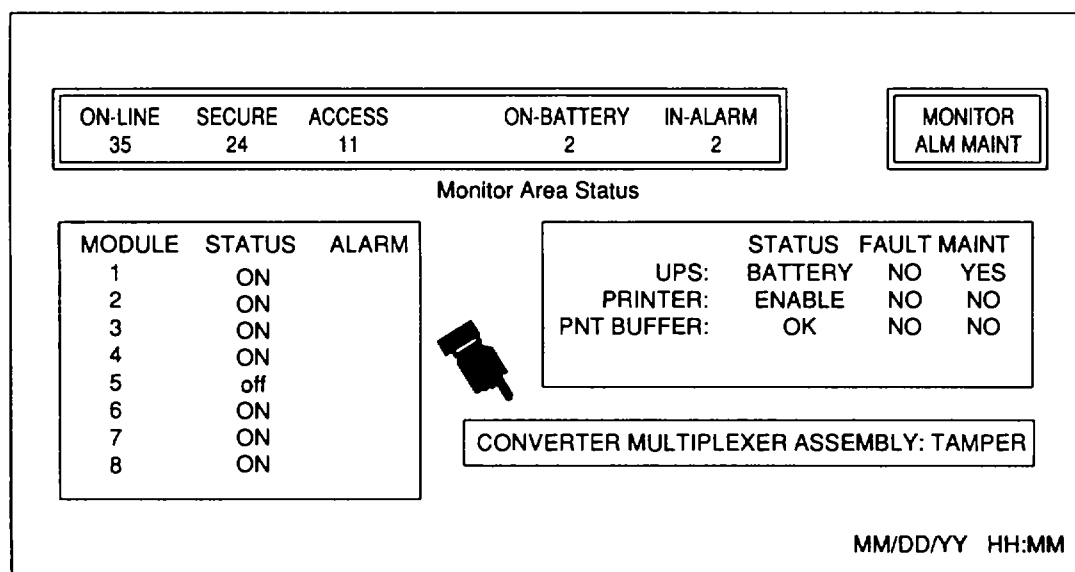 ON-LINE SECURE ACCESS ON-BATTERY IN-ALARM
35 24 11 2 2
MONITOR
ALM MAINT
Monitor Area Status
MODULE STATUS ALARM
1 ON
2 ON
3 ON
4 ON
5 off
6 ON
7 ON
8 ON
STATUS FAULT MAINT
UPS: BATTERY NO YES
PRINTER: ENABLE NO NO
PNT BUFFER: OK NO NO
CONVERTER MULTIPLEXER ASSEMBLY: TAMPER
MM/DD/YY HH:MM